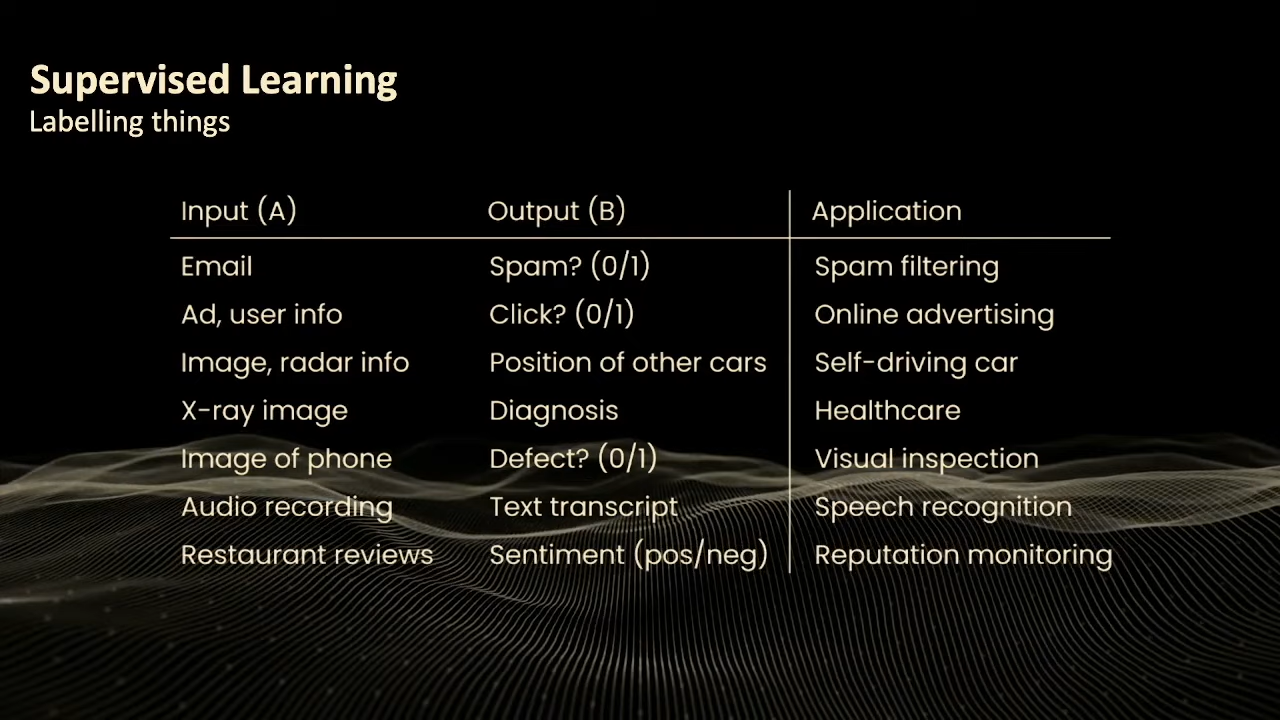 Supervised Learning
Labelling things
Input (A) Output (B) Application
Email Spam? (0/1) Spam filtering
Ad, user info Click? (0/1) Online advertising
Image, radar info Position of other cars Self-driving car
X-ray image Diagnosis Healthcare
Image of phone Defect? (0/1) Visual inspection
Audio recording Text transcript Speech recognition
Restaurant reviews Sentiment (pos/neg) Reputation monitoring